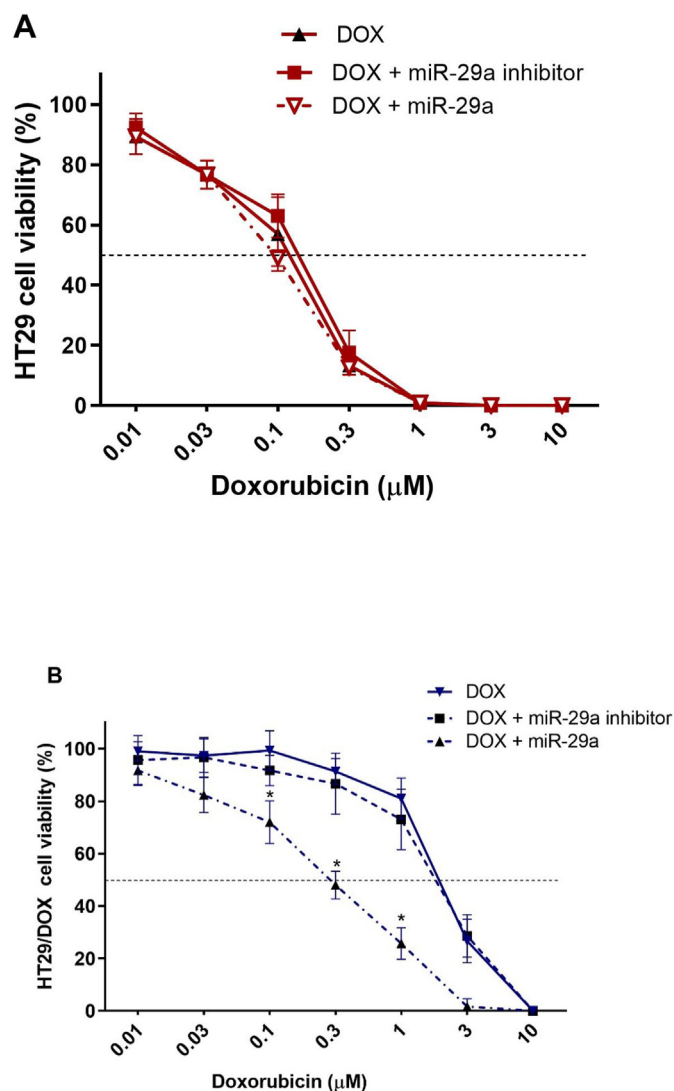 A
DOX
DOX + miR-29a inhibitor
DOX + miR-29a
HT29 cell viability (%)
100
80
60
40
20
0
0.01 0.03 0.1 0.3 1 3 10
Doxorubicin (μM)
B
DOX
DOX + miR-29a inhibitor
DOX + miR-29a
HT29/DOX cell viability (%)
100
80
60
40
20
0
*
*
*
0.01 0.03 0.1 0.3 1 3 10
Doxorubicin (μM)